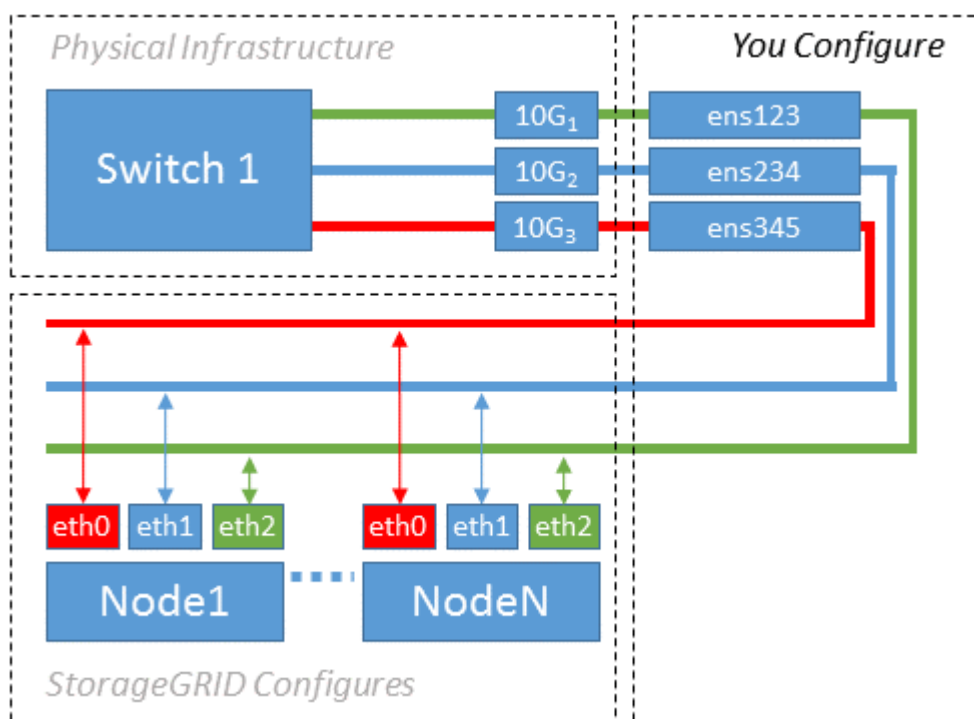 Physical Infrastructure
You Configure
Switch 1
10G₁
ens123
10G₂
ens234
10G₃
ens345
eth0
eth1
eth2
eth0
eth1
eth2
Node1
NodeN
StorageGRID Configures